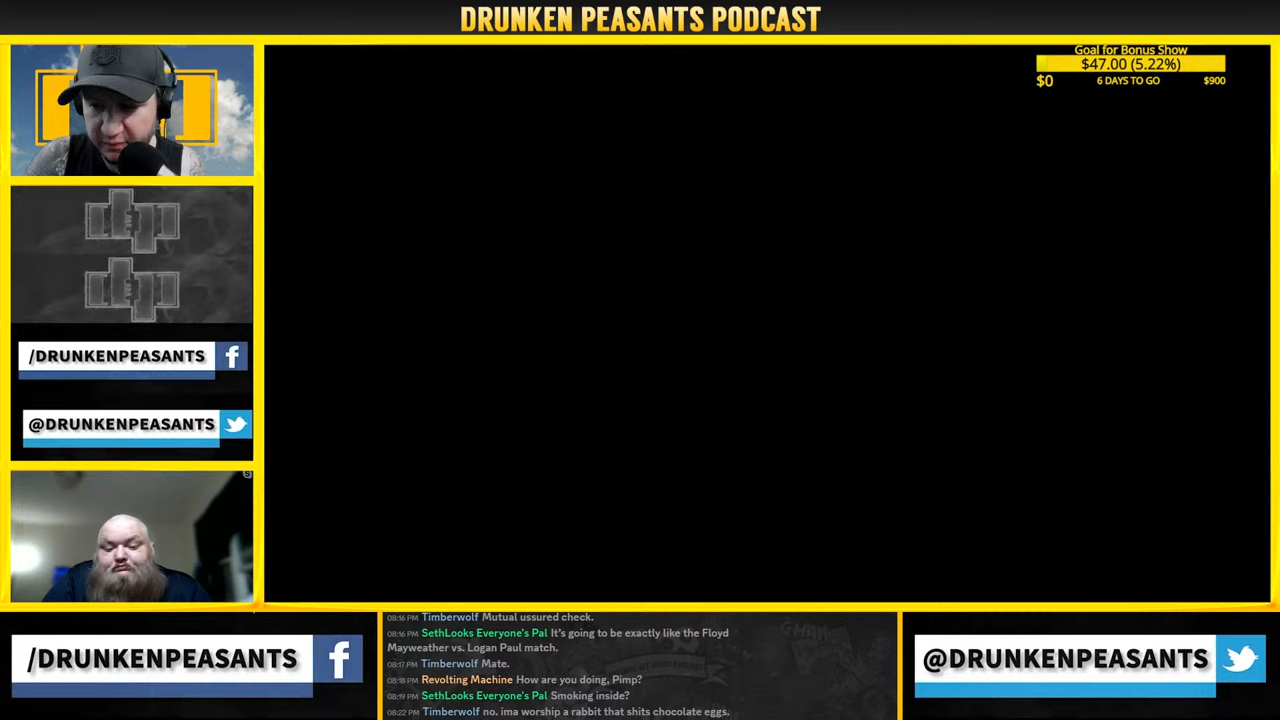 DRUNKEN PEASANTS PODCAST
Goal for Bonus Show
$47.00 (5.22%)
$0 6 DAYS TO GO $900
/DRUNKENPEASANTS f
@DRUNKENPEASANTS
08:16 PM Timberwolf Mutual ussured check.
08:16 PM SethLooks Everyone's Pal It's going to be exactly like the Floyd
Mayweather vs. Logan Paul match.
08:17 PM Timberwolf Mate.
08:18 PM Revolting Machine How are you doing, Pimp?
08:19 PM SethLooks Everyone's Pal Smoking inside?
08:22 PM Timberwolf no. ima worship a rabbit that shits chocolate eggs.
/DRUNKENPEASANTS f
@DRUNKENPEASANTS